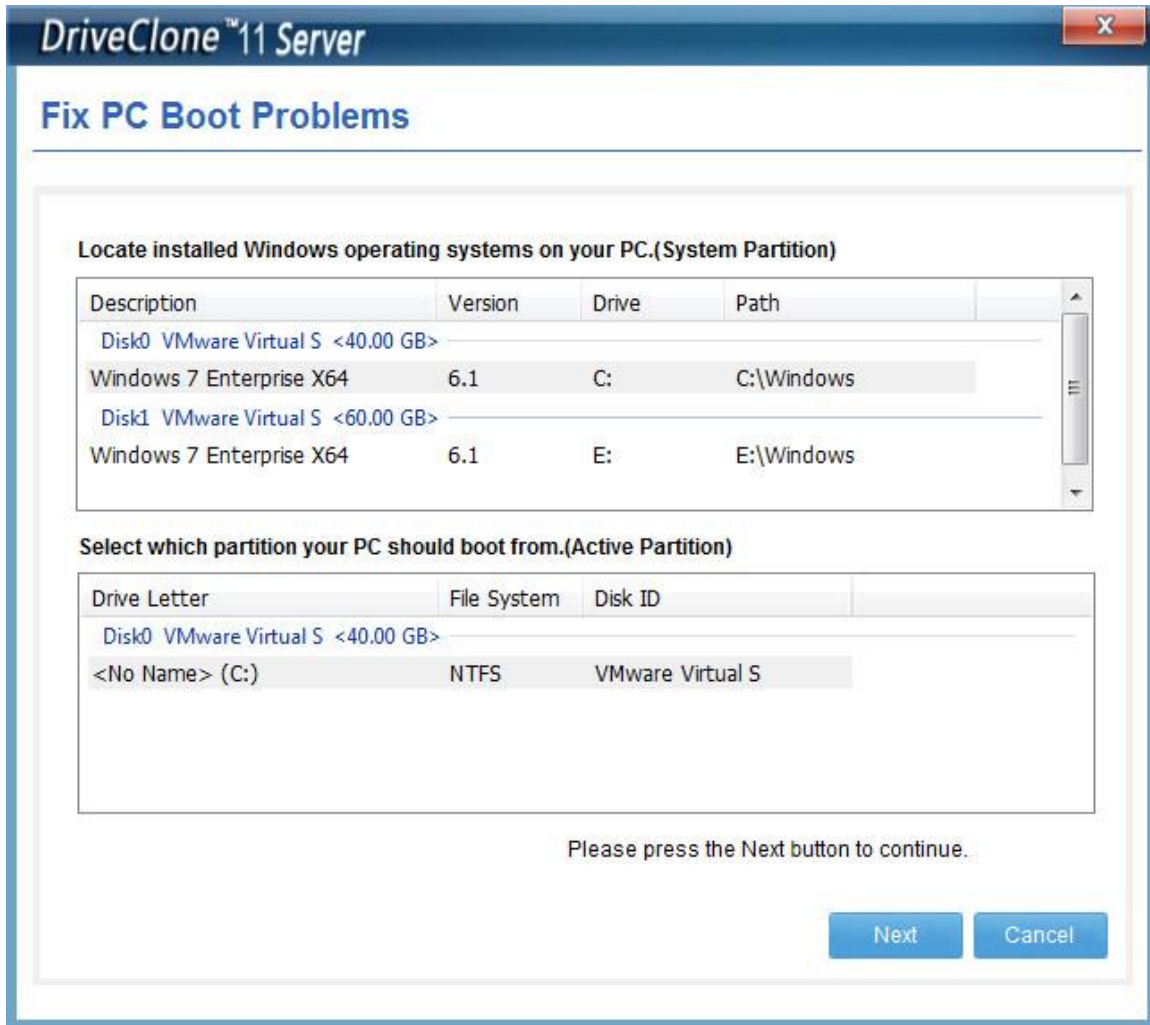 DriveClone™11 Server
X
Fix PC Boot Problems
Locate installed Windows operating systems on your PC.(System Partition)
Description Version Drive Path
Disk0 VMware Virtual S <40.00 GB>
Windows 7 Enterprise X64 6.1 C: C:\Windows
Disk1 VMware Virtual S <60.00 GB>
Windows 7 Enterprise X64 6.1 E: E:\Windows
Select which partition your PC should boot from.(Active Partition)
Drive Letter File System Disk ID
Disk0 VMware Virtual S <40.00 GB>
<No Name> (C:) NTFS VMware Virtual S
Please press the Next button to continue.
Next Cancel